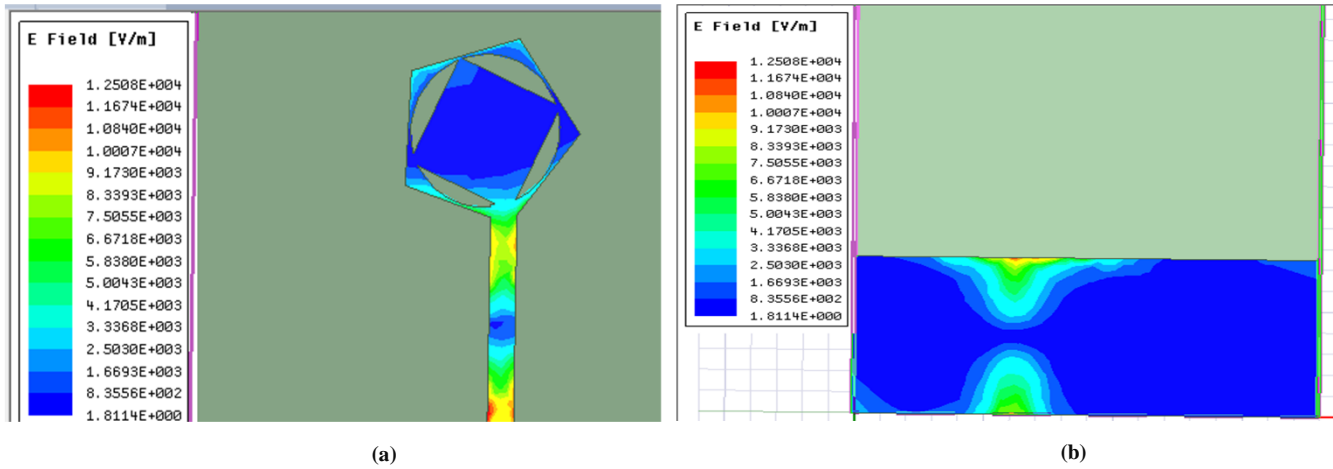 E Field [V/m]
1.2508E+004
1.1674E+004
1.0840E+004
1.0007E+004
9.1730E+003
8.3393E+003
7.5055E+003
6.6718E+003
5.8380E+003
5.0043E+003
4.1705E+003
3.3368E+003
2.5030E+003
1.6693E+003
8.3556E+002
1.8114E+000
(a)
E Field [V/m]
1.2508E+004
1.1674E+004
1.0840E+004
1.0007E+004
9.1730E+003
8.3393E+003
7.5055E+003
6.6718E+003
5.8380E+003
5.0043E+003
4.1705E+003
3.3368E+003
2.5030E+003
1.6693E+003
8.3556E+002
1.8114E+000
(b)